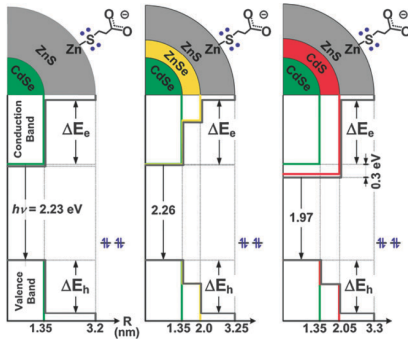 ⊖
O
Zn
S
O
ZnS
CdSe
Conduction
Band
ΔEe
hν = 2.23 eV
Valence
Band
ΔEh
R
1.35
3.2
(nm)
⊖
O
Zn
S
O
ZnS
ZnSe
CdSe
ΔEe
2.26
ΔEh
1.35
2.0
3.25
⊖
O
Zn
S
O
ZnS
CdS
CdSe
ΔEe
0.3 eV
1.97
ΔEh
1.35
2.05
3.3